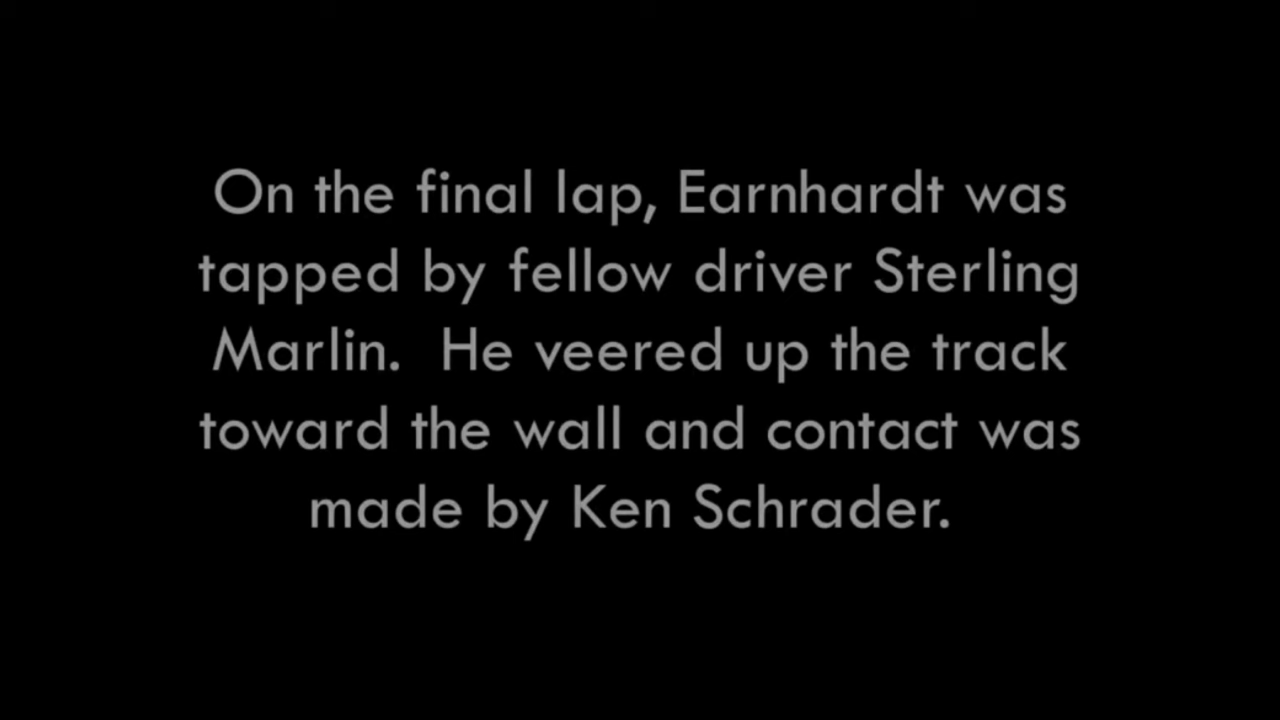 On the final lap, Earnhardt was
tapped by fellow driver Sterling
Marlin.  He veered up the track
toward the wall and contact was
made by Ken Schrader.